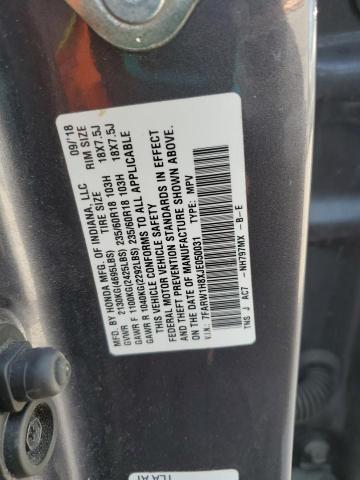 MFD. BY HONDA MFG. OF INDIANA, LLC 09/'18
TIRE SIZE RIM SIZE
GVWR 2130KG(4695LBS)
GAWR F 1100KG(2425LBS) 235/60R18 103H 18X7.5J
GAWR R 1040KG(2292LBS) 235/60R18 103H 18X7.5J
THIS VEHICLE CONFORMS TO ALL APPLICABLE
FEDERAL MOTOR VEHICLE SAFETY
STANDARDS IN EFFECT
AND THEFT PREVENTION
ON THE DATE OF MANUFACTURE SHOWN ABOVE.
V.I.N.: 7FARW1H8XJE050031 TYPE: MPV
TNS J AC7 -NH797MX -B-E